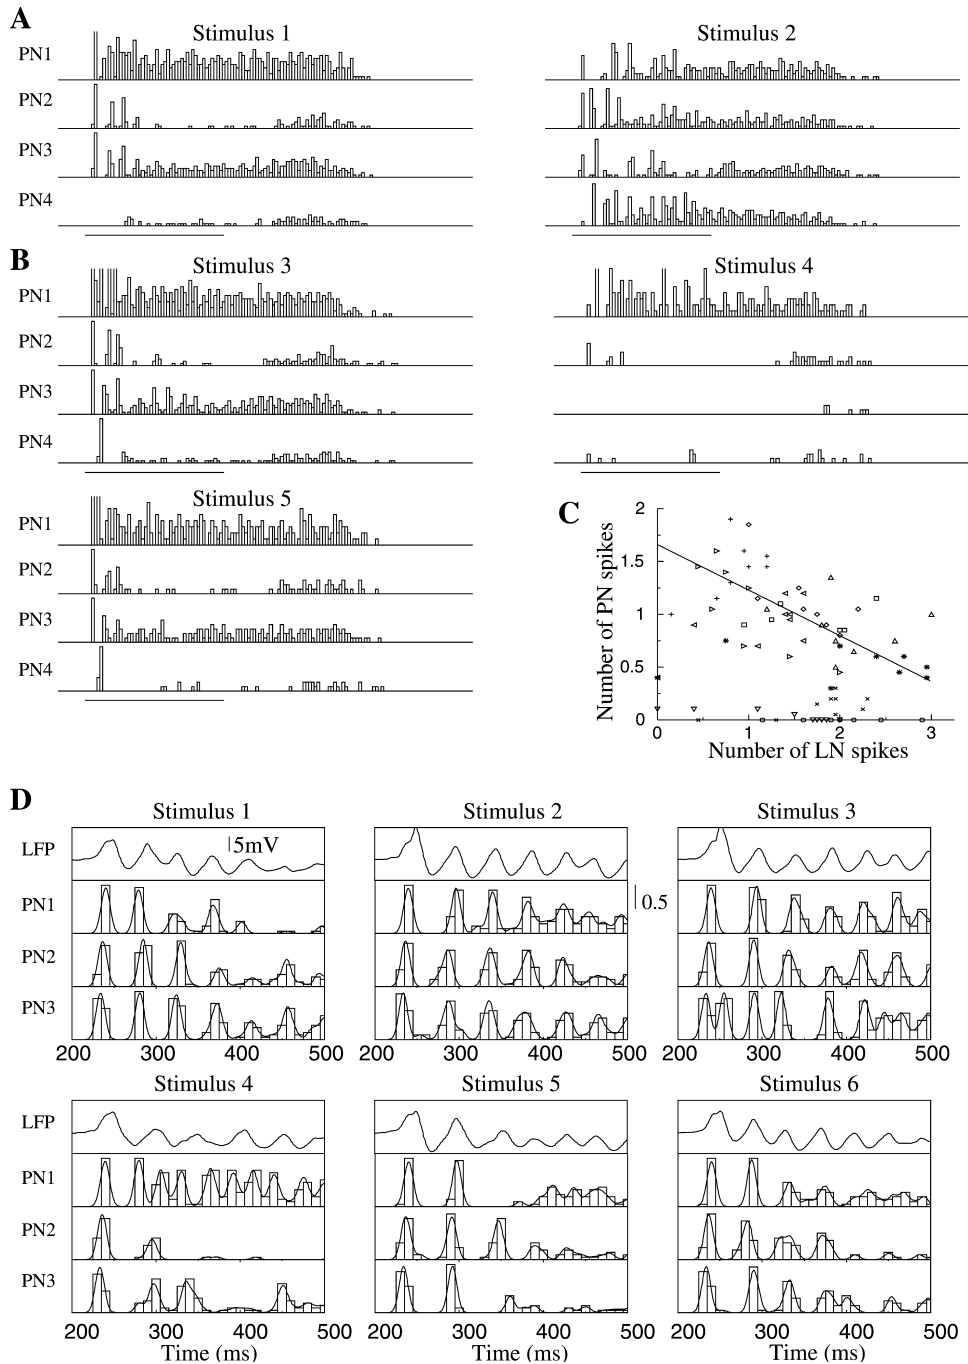 A
Stimulus 1
Stimulus 2
PN1
PN2
PN3
PN4
B
Stimulus 3
Stimulus 4
PN1
PN2
PN3
PN4
Stimulus 5
PN1
PN2
PN3
PN4
C
Number of PN spikes
2
1.5
1
0.5
0
0 1 2 3
Number of LN spikes
D
Stimulus 1
Stimulus 2
Stimulus 3
LFP
5mV
PN1
0.5
PN2
PN3
200 300 400 500
200 300 400 500
200 300 400 500
Stimulus 4
Stimulus 5
Stimulus 6
LFP
PN1
PN2
PN3
200 300 400 500
200 300 400 500
200 300 400 500
Time (ms)
Time (ms)
Time (ms)